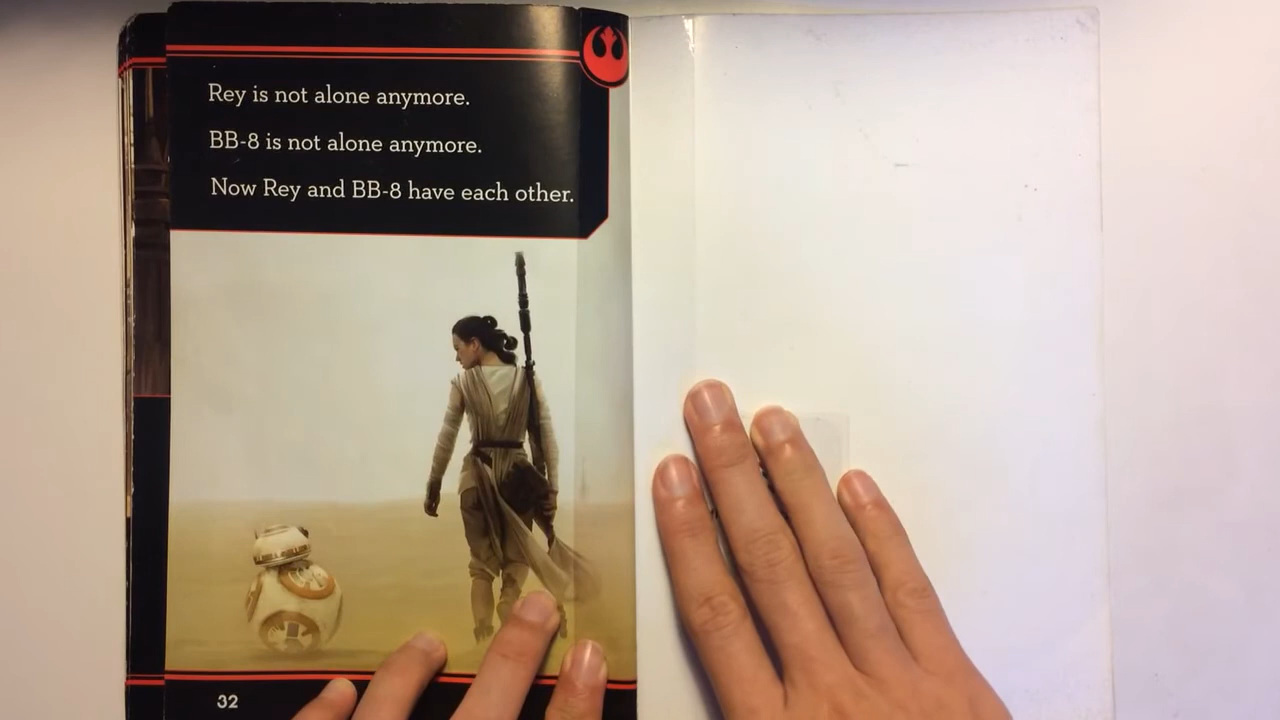 Rey is not alone anymore.
BB-8 is not alone anymore.
Now Rey and BB-8 have each other.
32